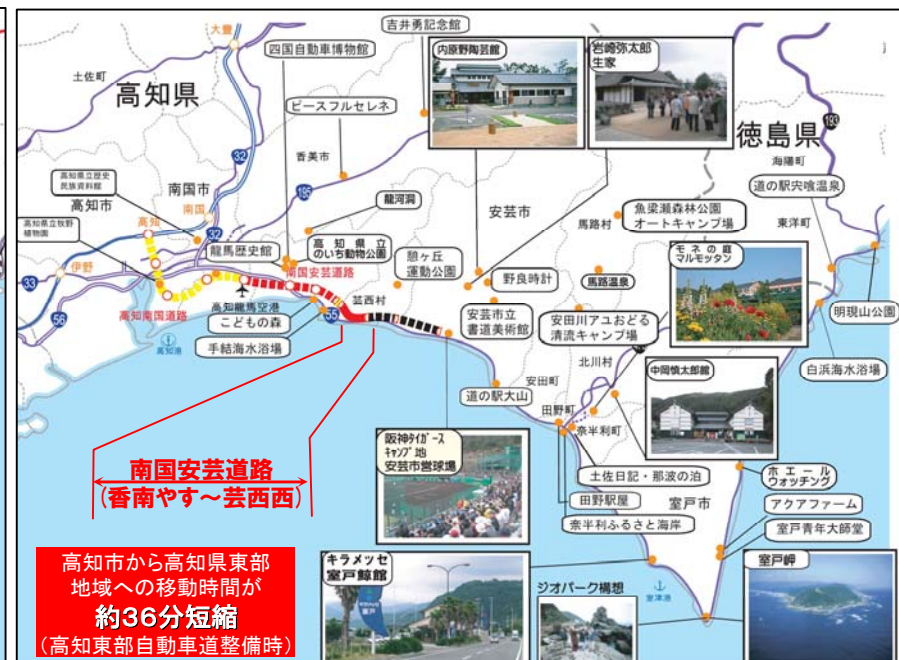 吉井勇記念館
大豊
四国自動車博物館
内原野陶芸館
岩崎弥太郎
生家
土佐町
高知県
ピースフルセレネ
徳島県
193
32
香美市
海陽町
高知県立歴史
民族資料館
南国市
195
道の駅宍喰温泉
高知市
南国
龍河洞
安芸市
魚梁瀬森林公園
オートキャンプ場
東洋町
高知県立牧野
植物園
高知
32
馬路村
龍馬歴史館
高知県立
のいち動物公園
憩ヶ丘
運動公園
モネの庭
マルモッタン
伊野
33
南国安芸道路
野良時計
馬路温泉
56
高知南国道路
高知龍馬空港
芸西村
安芸市立
書道美術館
安田川アユおどる
清流キャンプ場
明現山公園
こどもの森
55
高知港
手結海水浴場
北川村
中岡慎太郎館
白浜海水浴場
安田町
道の駅大山
田野町
奈半利町
阪神タイガース
キャンプ地
安芸市営球場
南国安芸道路
(香南やす~芸西西)
土佐日記・那波の泊
ホエール
ウォッチング
室戸市
田野駅屋
アクアファーム
奈半利ふるさと海岸
室戸青年大師堂
高知市から高知県東部
地域への移動時間が
約36分短縮
(高知東部自動車道整備時)
キラメッセ
室戸鯨館
ジオパーク構想
室津港
室戸岬